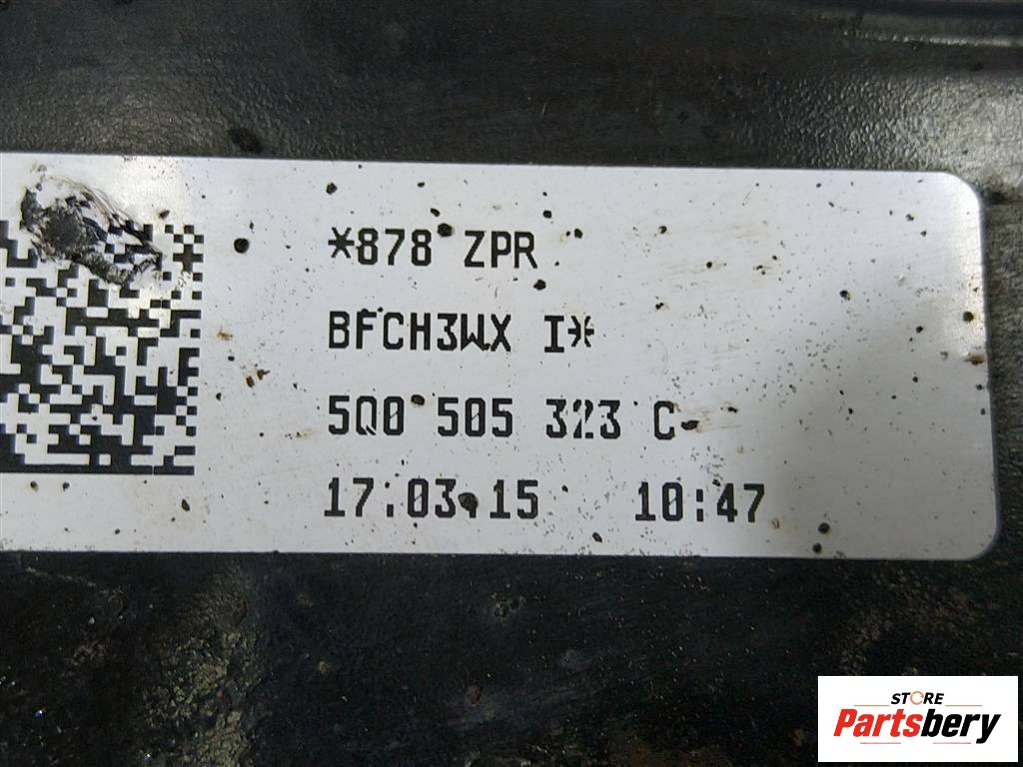 *878 ZPR
BFCH3WX I*
5Q0 505 323 C
17.03.15 10:47
STORE
Partsbery